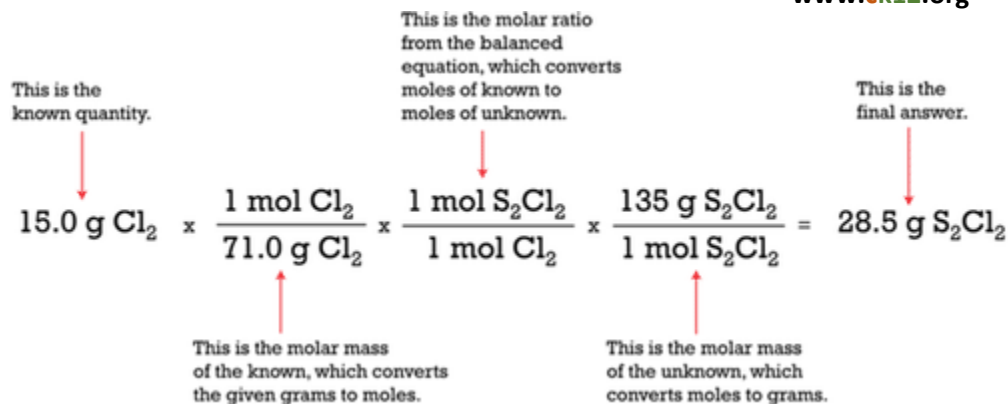 www.ck12.org
This is the molar ratio
from the balanced
equation, which converts
moles of known to
moles of unknown.
This is the
known quantity.
This is the
final answer.
15.0 g Cl₂ x 1 mol Cl₂ / 71.0 g Cl₂ x 1 mol S₂Cl₂ / 1 mol Cl₂ x 135 g S₂Cl₂ / 1 mol S₂Cl₂ = 28.5 g S₂Cl₂
This is the molar mass
of the known, which converts
the given grams to moles.
This is the molar mass
of the unknown, which
converts moles to grams.